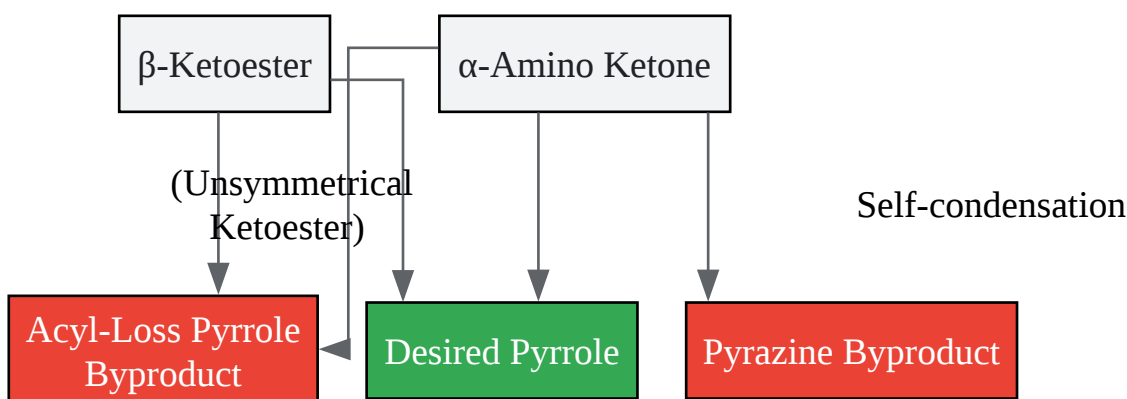 β-Ketoester
α-Amino Ketone
(Unsymmetrical
Ketoester)
Self-condensation
Acyl-Loss Pyrrole
Byproduct
Desired Pyrrole
Pyrazine Byproduct